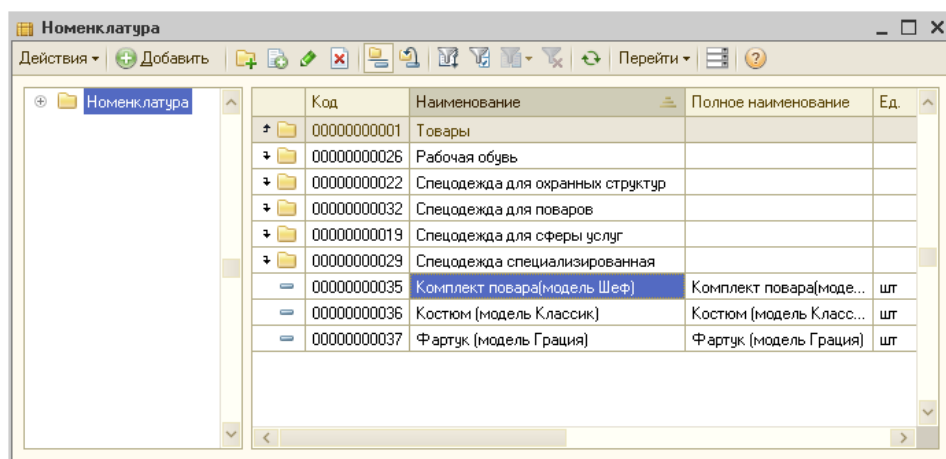 Номенклатура
Действия Добавить Перейти
Номенклатура
Код Наименование Полное наименование Ед.
00000000001 Товары
00000000026 Рабочая обувь
00000000022 Спецодежда для охранных структур
00000000032 Спецодежда для поваров
00000000019 Спецодежда для сферы услуг
00000000029 Спецодежда специализированная
00000000035 Комплект повара(модель Шеф) Комплект повара(моде... шт
00000000036 Костюм (модель Классик) Костюм (модель Класс... шт
00000000037 Фартук (модель Грация) Фартук (модель Грация) шт